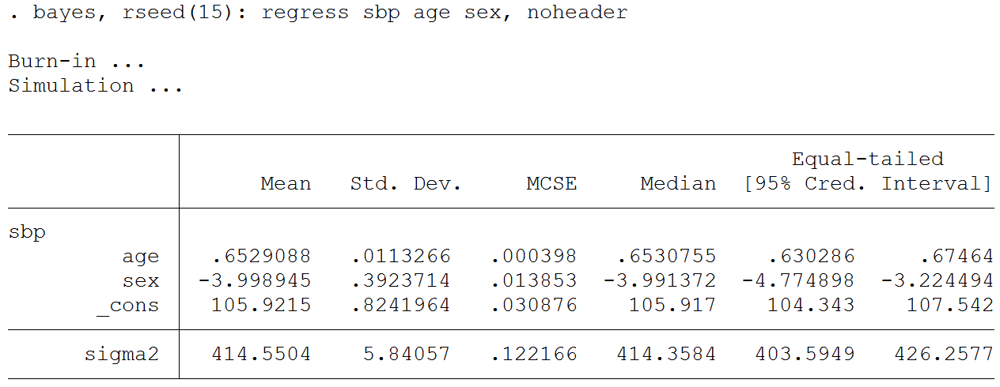 . bayes, rseed(15): regress sbp age sex, noheader
Burn-in ...
Simulation ...
Equal-tailed
Mean Std. Dev. MCSE Median [95% Cred. Interval]
sbp
age .6529088 .0113266 .000398 .6530755 .630286 .67464
sex -3.998945 .3923714 .013853 -3.991372 -4.774898 -3.224494
_cons 105.9215 .8241964 .030876 105.917 104.343 107.542
sigma2 414.5504 5.84057 .122166 414.3584 403.5949 426.2577